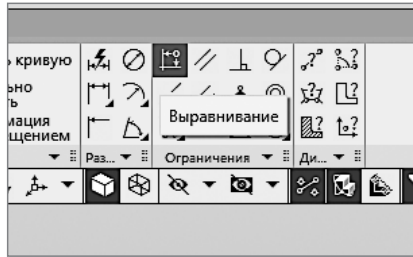 кривую
ьно
ть
мация
щением
Выравнивание
Раз...
Ограничения
Ди...